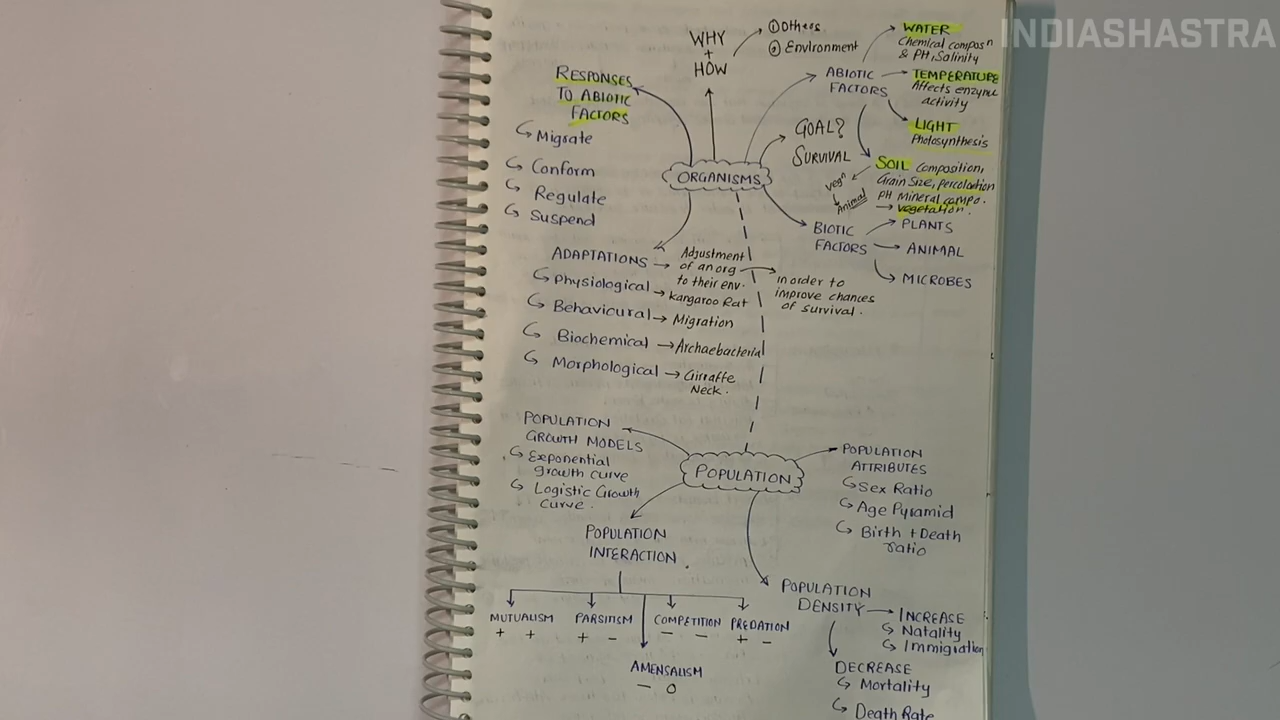 INDIASHASTRA
WHY
+
HOW
① Others
② Environment
RESPONSES
TO ABIOTIC
FACTORS
Migrate
Conform
Regulate
Suspend
ORGANISMS
GOAL?
SURVIVAL
ABIOTIC
FACTORS
WATER
Chemical composⁿ
& PH, Salinity
TEMPERATURE
Affects enzyme
activity
LIGHT
Photosynthesis
SOIL composition,
Grain Size, percolation
PH Mineral compo.
→ vegetation.
vegⁿ
Animal
BIOTIC
FACTORS
PLANTS
ANIMAL
MICROBES
ADAPTATIONS → Adjustment
of an org
to their env.
in order to
improve chances
of survival.
Physiological → kangaroo Rat
Behavioural → Migration
Biochemical → Archaebacteria
Morphological → Girraffe
Neck.
POPULATION
POPULATION
GROWTH MODELS
Exponential
growth curve
Logistic Growth
Curve.
POPULATION
ATTRIBUTES
Sex Ratio
Age Pyramid
Birth + Death
ratio
POPULATION
INTERACTION
MUTUALISM
+ +
PARSITISM
+ −
COMPETITION
− −
PREDATION
+ −
AMENSALISM
− 0
POPULATION
DENSITY → INCREASE
Natality
Immigration
DECREASE
Mortality
Death Rate